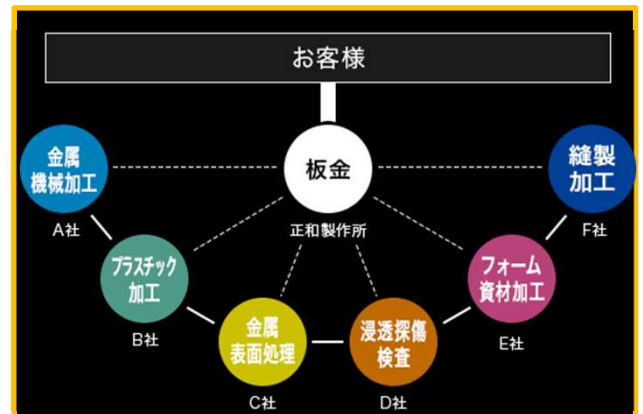 お客様
金属
機械加工
A社
板金
正和製作所
縫製
加工
F社
プラスチック
加工
B社
フォーム
資材加工
E社
金属
表面処理
C社
浸透探傷
検査
D社